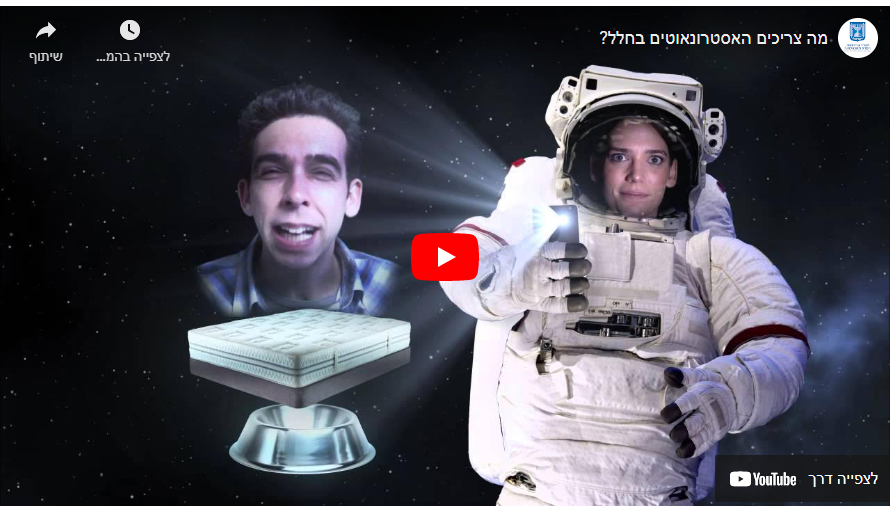 מה צריכים האסטרונאוטים בחלל?
לצפייה בהמ...
שיתוף
לצפייה דרך YouTube